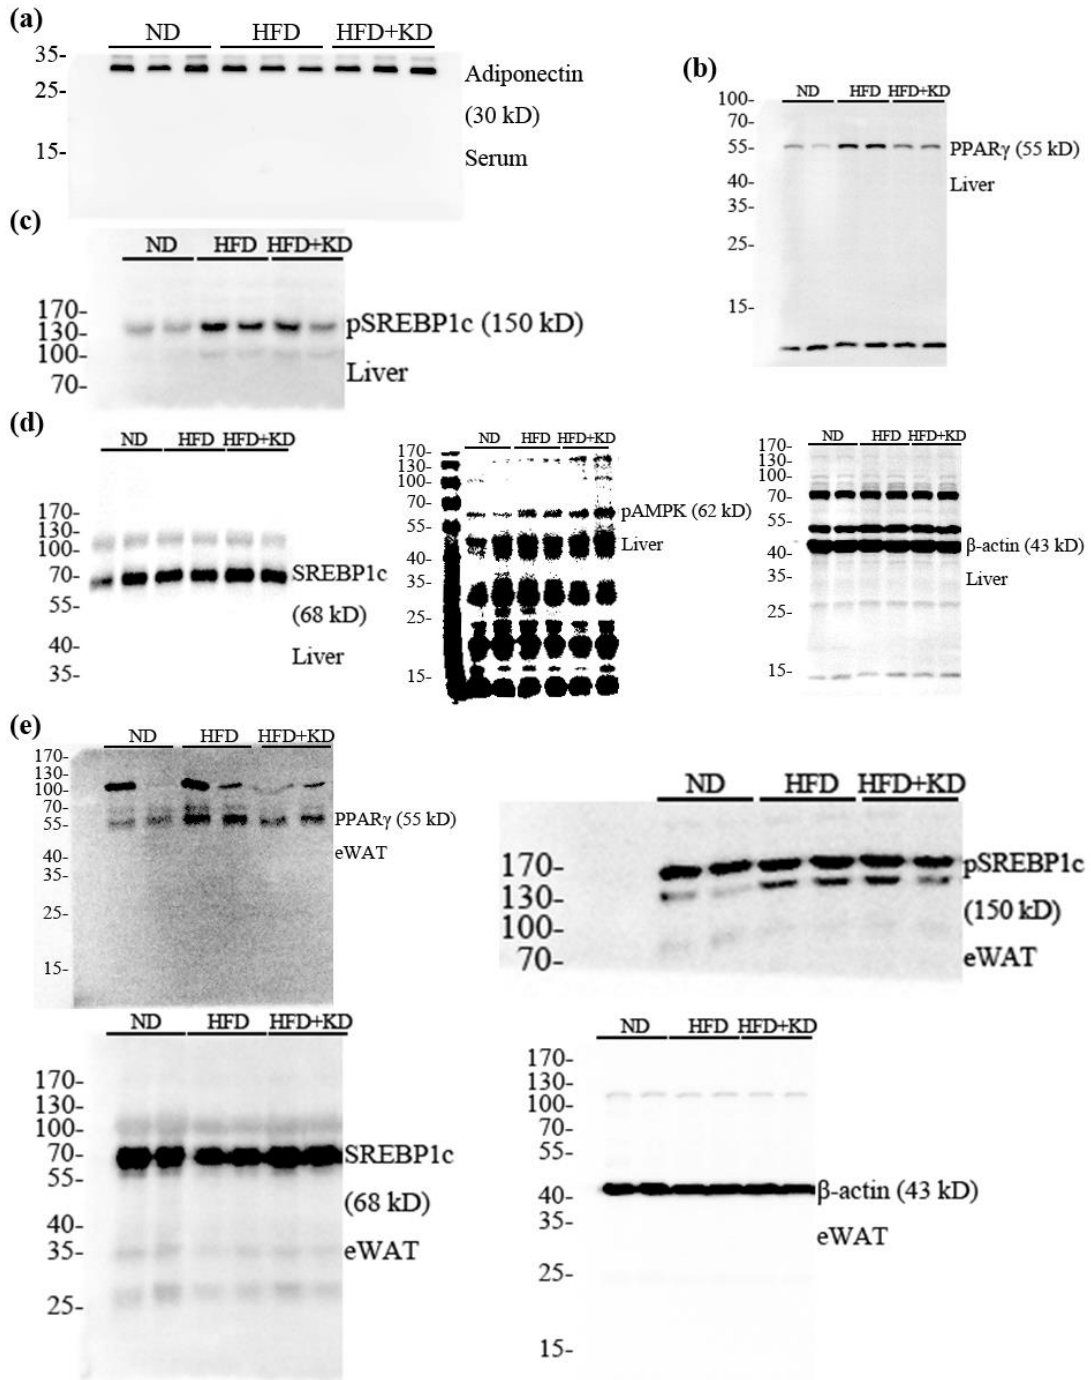 (a)
ND HFD HFD+KD
35-
25-
15-
Adiponectin
(30 kD)
Serum
(b)
ND HFD HFD+KD
100-
70-
55-
40-
35-
25-
15-
PPARγ (55 kD)
Liver
(c)
ND HFD HFD+KD
170-
130-
100-
70-
pSREBP1c (150 kD)
Liver
(d)
ND HFD HFD+KD
170-
130-
100-
70-
55-
40-
35-
SREBP1c
(68 kD)
Liver
ND HFD HFD+KD
170-
130-
100-
70-
55-
40-
35-
25-
15-
pAMPK (62 kD)
Liver
ND HFD HFD+KD
170-
130-
100-
70-
55-
40-
35-
25-
15-
β-actin (43 kD)
Liver
(e)
ND HFD HFD+KD
170-
130-
100-
70-
55-
40-
35-
25-
15-
PPARγ (55 kD)
eWAT
ND HFD HFD+KD
170-
130-
100-
70-
pSREBP1c
(150 kD)
eWAT
ND HFD HFD+KD
170-
130-
100-
70-
55-
40-
35-
25-
SREBP1c
(68 kD)
eWAT
ND HFD HFD+KD
170-
130-
100-
70-
55-
40-
35-
25-
15-
β-actin (43 kD)
eWAT